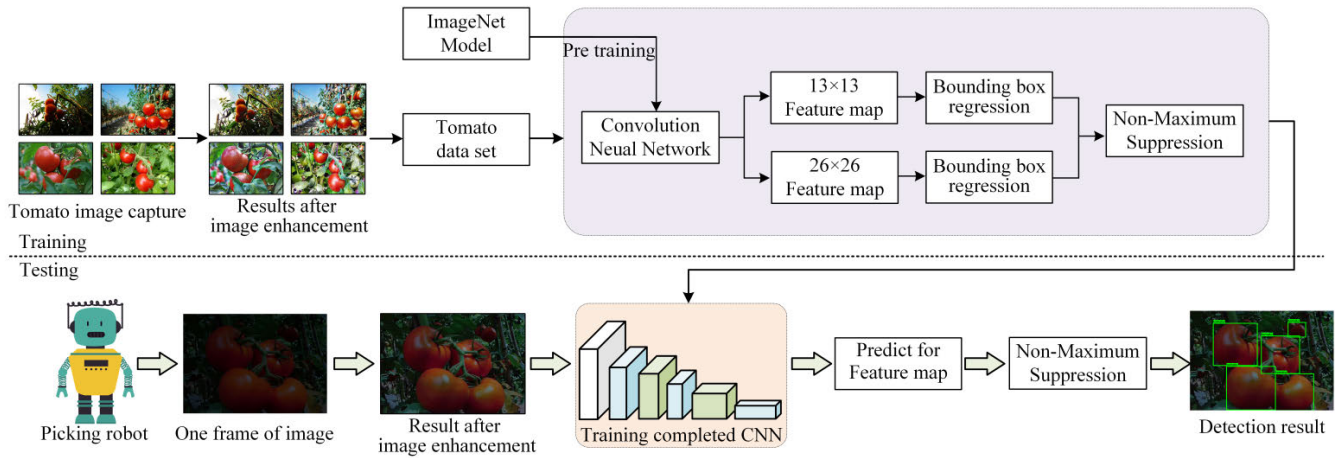 ImageNet
Model
Pre training
13×13
Feature map
Bounding box
regression
Tomato
data set
Convolution
Neual Network
Non-Maximum
Suppression
26×26
Feature map
Bounding box
regression
Tomato image capture
Results after
image enhancement
Training
Testing
Predict for
Feature map
Non-Maximum
Suppression
Picking robot
One frame of image
Result after
image enhancement
Training completed CNN
Detection result